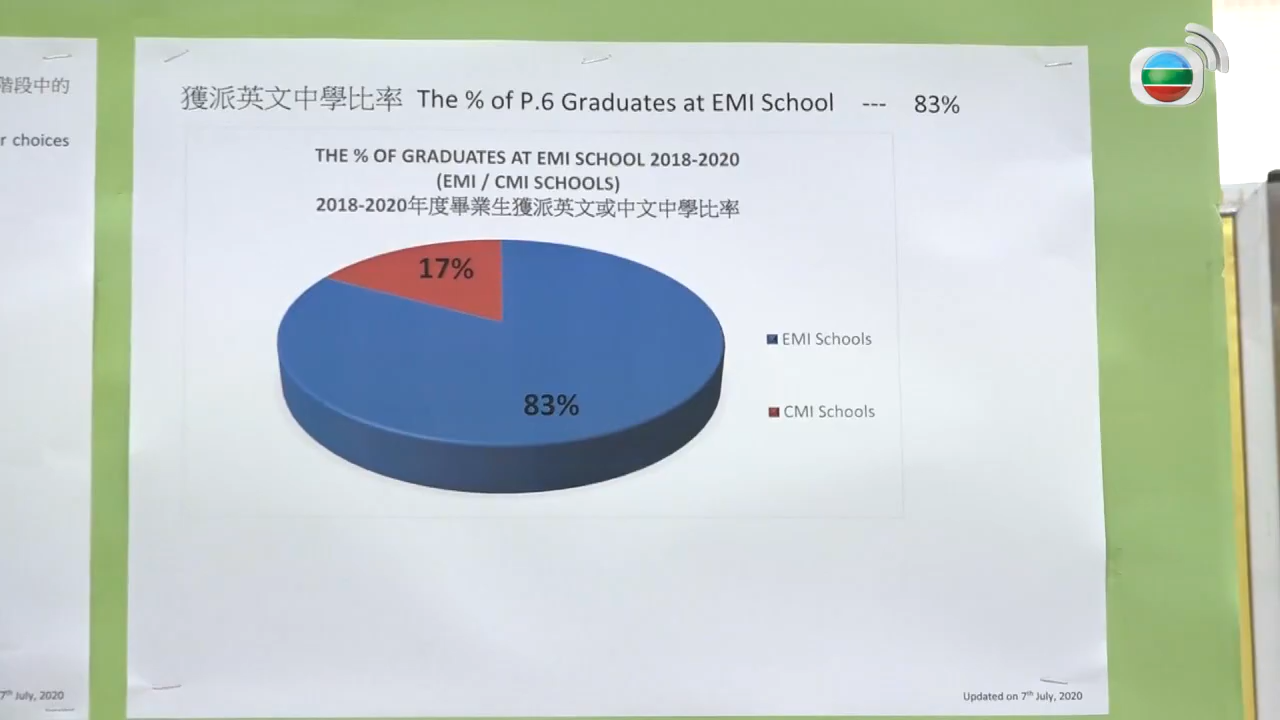 階段中的
r choices
7th July, 2020
獲派英文中學比率 The % of P.6 Graduates at EMI School --- 83%
THE % OF GRADUATES AT EMI SCHOOL 2018-2020
(EMI / CMI SCHOOLS)
2018-2020年度畢業生獲派英文或中文中學比率
17%
83%
EMI Schools
CMI Schools
Updated on 7th July, 2020